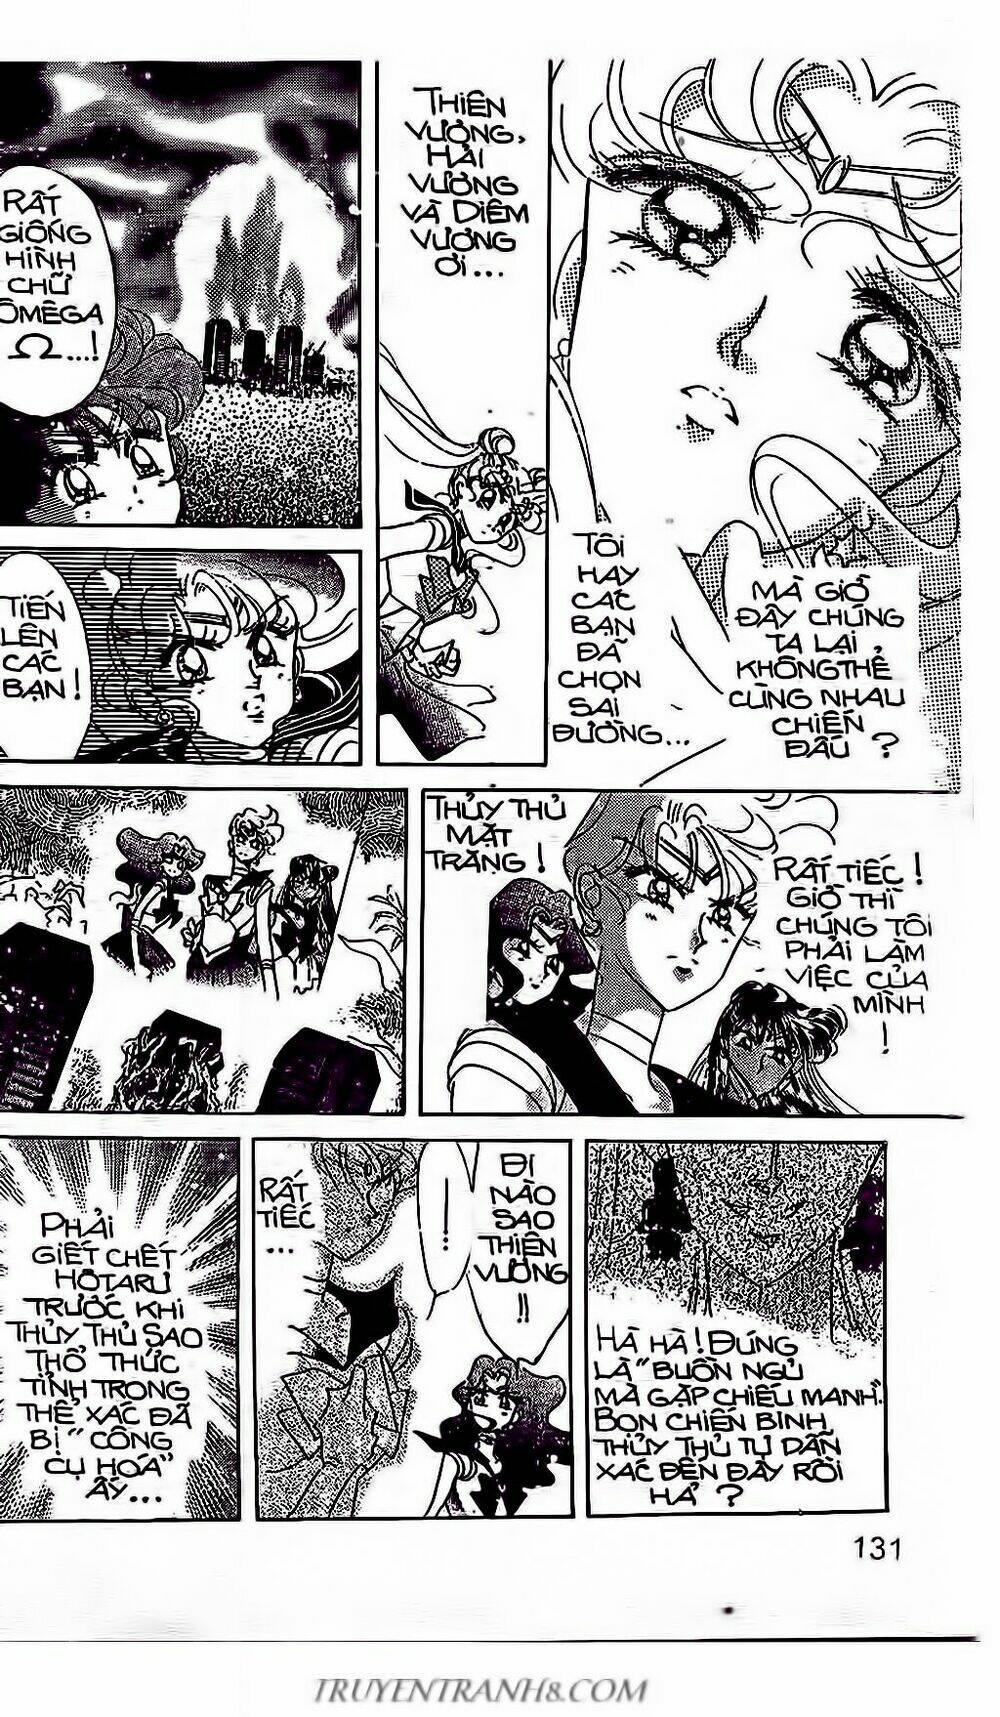 THIÊN
VƯƠNG,
HẢI
VƯƠNG
VÀ DIÊM
VƯƠNG
ƠI...
RẤT
GIỐNG
HÌNH
CHỮ
ÔMÊGA
Ω...!
TÔI
HAY
CÁC
BẠN
ĐÃ
CHỌN
SAI
ĐƯỜNG...
MÀ GIỜ
ĐÂY CHÚNG
TA LẠI
KHÔNG THỂ
CÙNG NHAU
CHIẾN
ĐẤU ?
TIẾN
LÊN
CÁC
BẠN !
THỦY THỦ
MẶT
TRĂNG !
RẤT TIẾC !
GIỜ THÌ
CHÚNG TÔI
PHẢI LÀM
VIỆC CỦA
MÌNH
!
PHẢI
GIẾT CHẾT
HÔTARU
TRƯỚC KHI
THỦY THỦ SAO
THỔ THỨC
TỈNH TRONG
THỂ XÁC ĐÃ
BỊ "CÔNG
CỤ HÓA"
ẤY...
RẤT
TIẾC
...
ĐI
NÀO SAO
THIÊN
VƯƠNG
!!
HÀ HÀ ! ĐÚNG
LÀ "BUỒN NGỦ
MÀ GẶP CHIẾU MANH".
BỌN CHIẾN BINH
THỦY THỦ TỰ DẪN
XÁC ĐẾN ĐÂY RỒI
HẢ ?
131
TRUYENTRANH8.COM